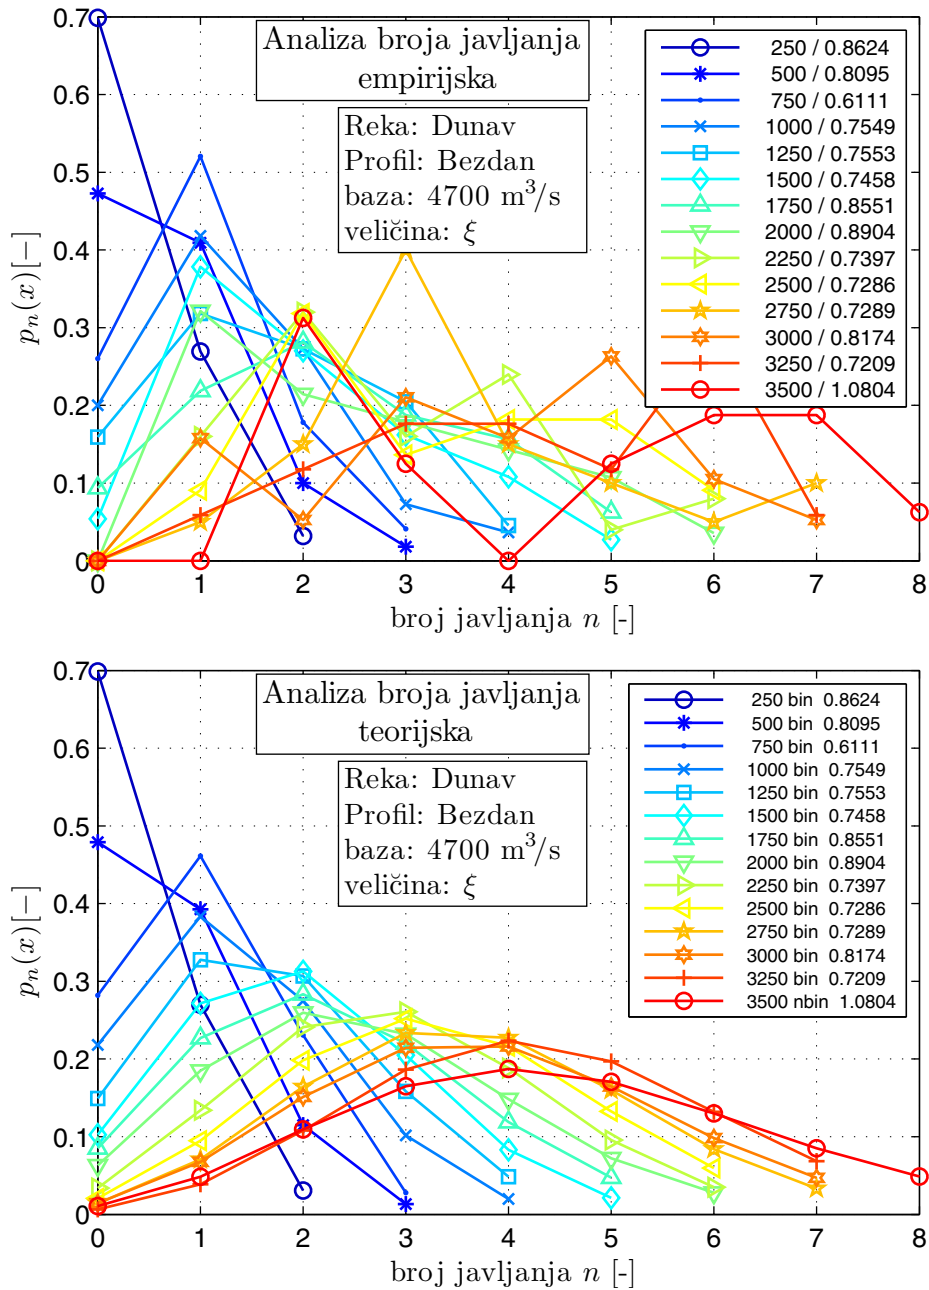 Analiza broja javljanja
empirijska
Reka: Dunav
Profil: Bezdan
baza: 4700 m³/s
veličina: ξ
250 / 0.8624
500 / 0.8095
750 / 0.6111
1000 / 0.7549
1250 / 0.7553
1500 / 0.7458
1750 / 0.8551
2000 / 0.8904
2250 / 0.7397
2500 / 0.7286
2750 / 0.7289
3000 / 0.8174
3250 / 0.7209
3500 / 1.0804
pₙ(x)[−]
0.7
0.6
0.5
0.4
0.3
0.2
0.1
0
0 1 2 3 4 5 6 7 8
broj javljanja n [-]
Analiza broja javljanja
teorijska
Reka: Dunav
Profil: Bezdan
baza: 4700 m³/s
veličina: ξ
250 bin 0.8624
500 bin 0.8095
750 bin 0.6111
1000 bin 0.7549
1250 bin 0.7553
1500 bin 0.7458
1750 bin 0.8551
2000 bin 0.8904
2250 bin 0.7397
2500 bin 0.7286
2750 bin 0.7289
3000 bin 0.8174
3250 bin 0.7209
3500 nbin 1.0804
pₙ(x)[−]
0.7
0.6
0.5
0.4
0.3
0.2
0.1
0
0 1 2 3 4 5 6 7 8
broj javljanja n [-]